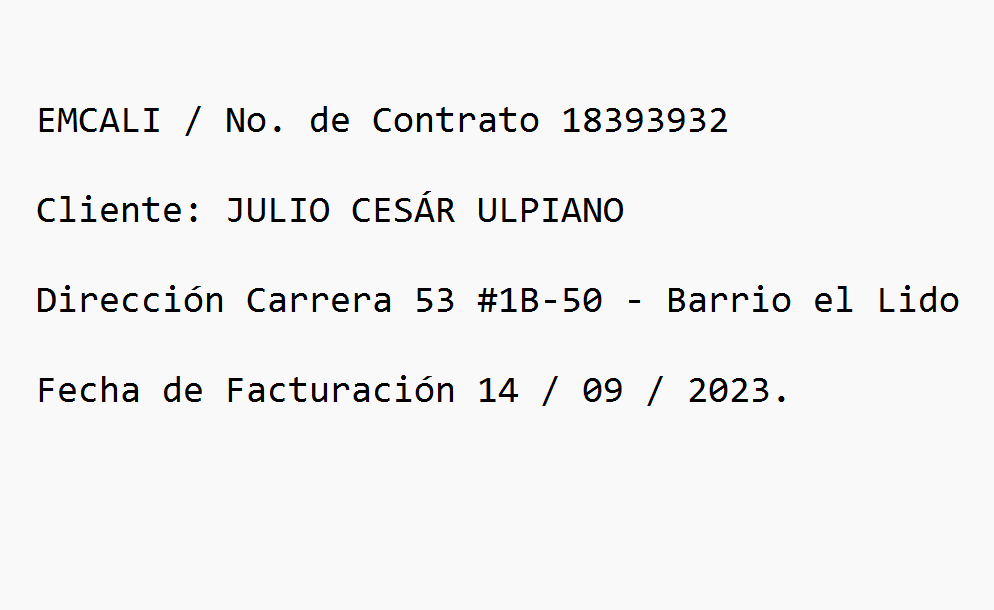 EMCALI / No. de Contrato 18393932
Cliente: JULIO CESÁR ULPIANO
Dirección Carrera 53 #1B-50 - Barrio el Lido
Fecha de Facturación 14 / 09 / 2023.